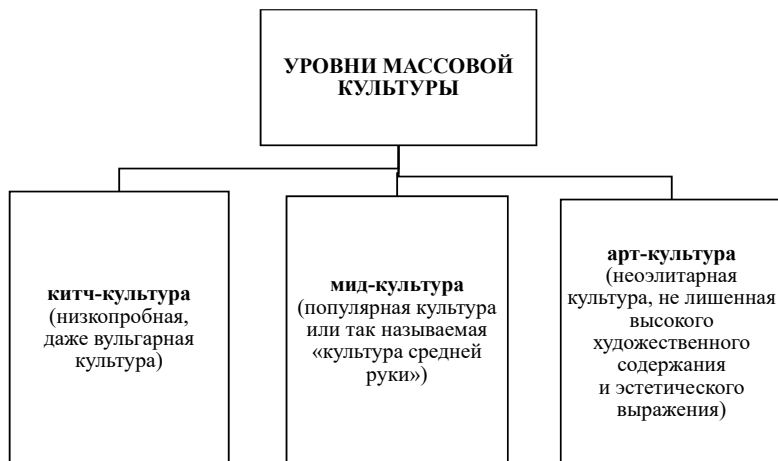 УРОВНИ МАССОВОЙ
КУЛЬТУРЫ
китч-культура
(низкопробная,
даже вульгарная
культура)
мид-культура
(популярная культура
или так называемая
«культура средней
руки»)
арт-культура
(неоэлитарная
культура, не лишенная
высокого
художественного
содержания
и эстетического
выражения)